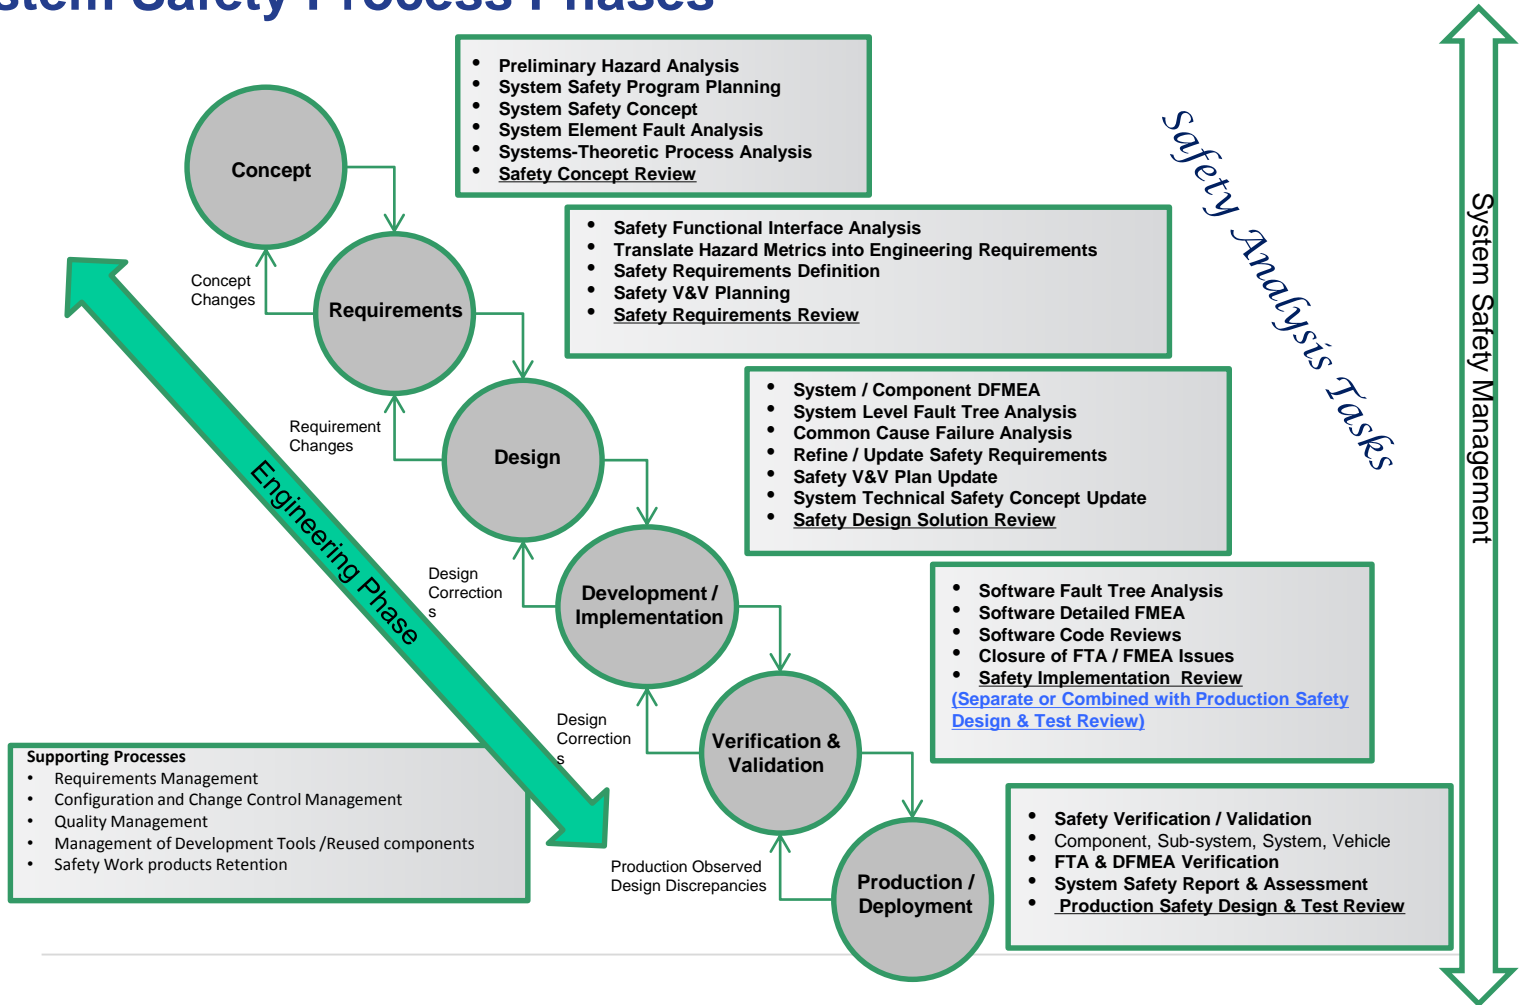 stem Safety Process Phases
• Preliminary Hazard Analysis
• System Safety Program Planning
• System Safety Concept
• System Element Fault Analysis
• Systems-Theoretic Process Analysis
• Safety Concept Review
Concept
• Safety Functional Interface Analysis
• Translate Hazard Metrics into Engineering Requirements
• Safety Requirements Definition
• Safety V&V Planning
• Safety Requirements Review
Concept
Changes
Requirements
Safety Analysis Tasks
System Safety Management
• System / Component DFMEA
• System Level Fault Tree Analysis
• Common Cause Failure Analysis
• Refine / Update Safety Requirements
• Safety V&V Plan Update
• System Technical Safety Concept Update
• Safety Design Solution Review
Requirement
Changes
Design
Engineering Phase
Design
Correction
s
Development /
Implementation
• Software Fault Tree Analysis
• Software Detailed FMEA
• Software Code Reviews
• Closure of FTA / FMEA Issues
• Safety Implementation  Review
(Separate or Combined with Production Safety
Design & Test Review)
Design
Correction
s
Verification &
Validation
Supporting Processes
• Requirements Management
• Configuration and Change Control Management
• Quality Management
• Management of Development Tools /Reused components
• Safety Work products Retention
• Safety Verification / Validation
• Component, Sub-system, System, Vehicle
• FTA & DFMEA Verification
• System Safety Report & Assessment
• Production Safety Design & Test Review
Production Observed
Design Discrepancies
Production /
Deployment